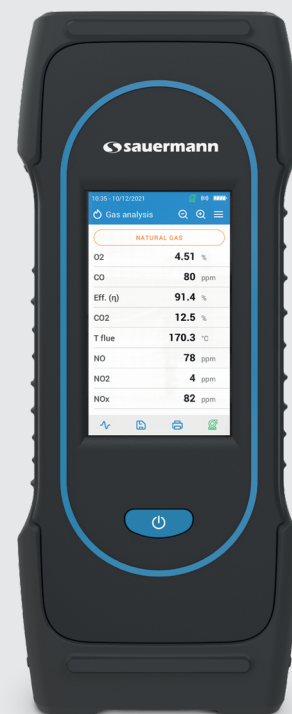 sauermann
10:35 - 10/12/2021
Gas analysis
NATURAL GAS
O2 4.51 %
CO 80 ppm
Eff. (η) 91.4 %
CO2 12.5 %
T flue 170.3 °C
NO 78 ppm
NO2 4 ppm
NOx 82 ppm